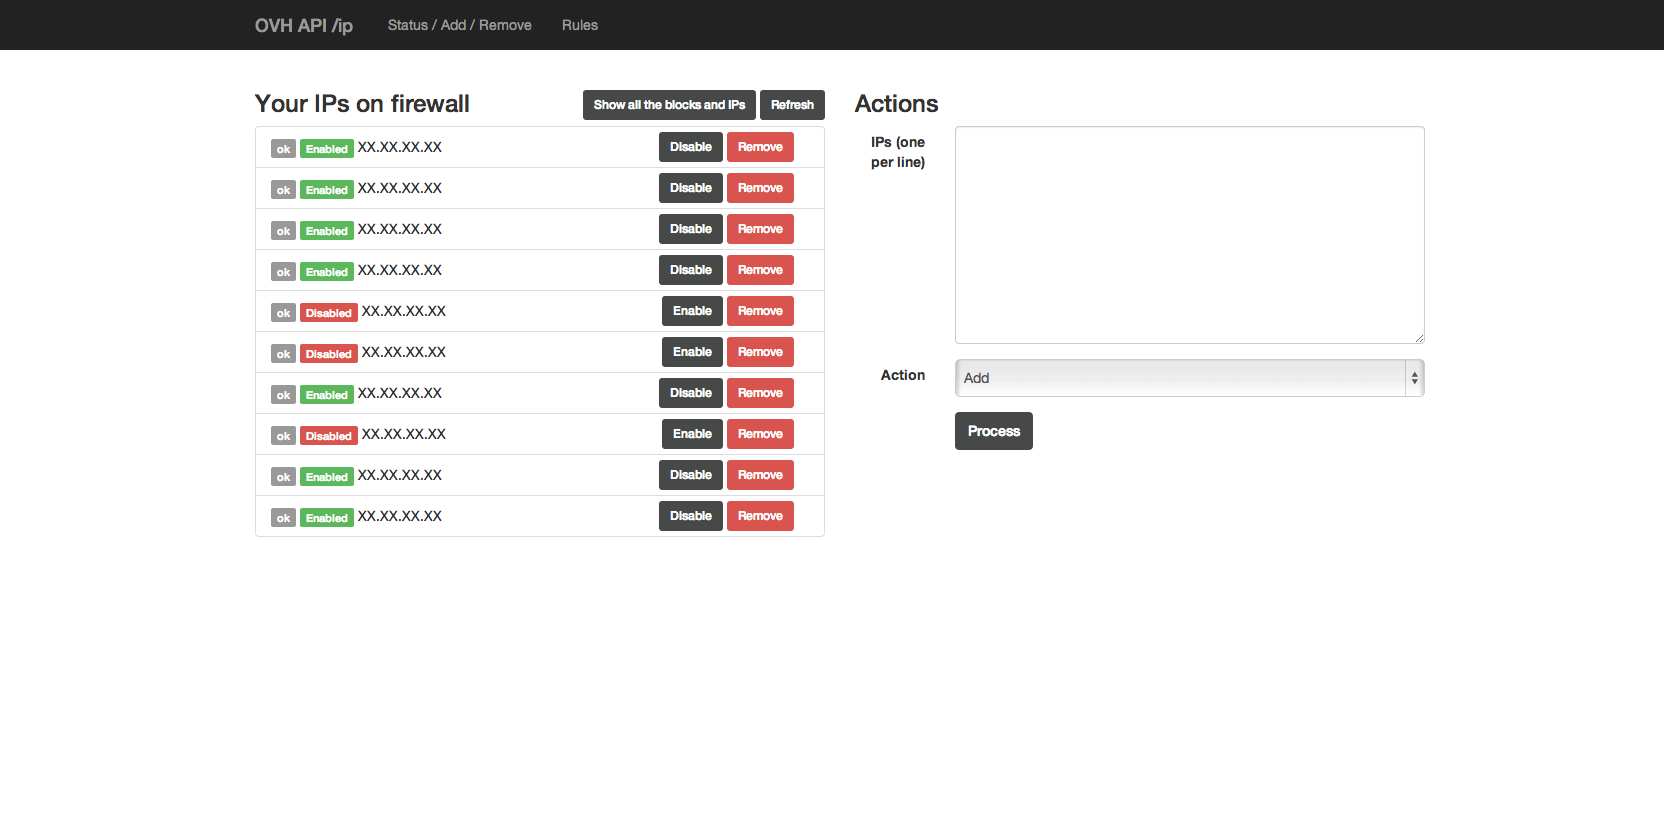 OVH API /ip Status / Add / Remove Rules
Your IPs on firewall Show all the blocks and IPs Refresh
ok Enabled XX.XX.XX.XX Disable Remove
ok Enabled XX.XX.XX.XX Disable Remove
ok Enabled XX.XX.XX.XX Disable Remove
ok Enabled XX.XX.XX.XX Disable Remove
ok Disabled XX.XX.XX.XX Enable Remove
ok Disabled XX.XX.XX.XX Enable Remove
ok Enabled XX.XX.XX.XX Disable Remove
ok Disabled XX.XX.XX.XX Enable Remove
ok Enabled XX.XX.XX.XX Disable Remove
ok Enabled XX.XX.XX.XX Disable Remove
Actions
IPs (one
per line)
Action Add
Process